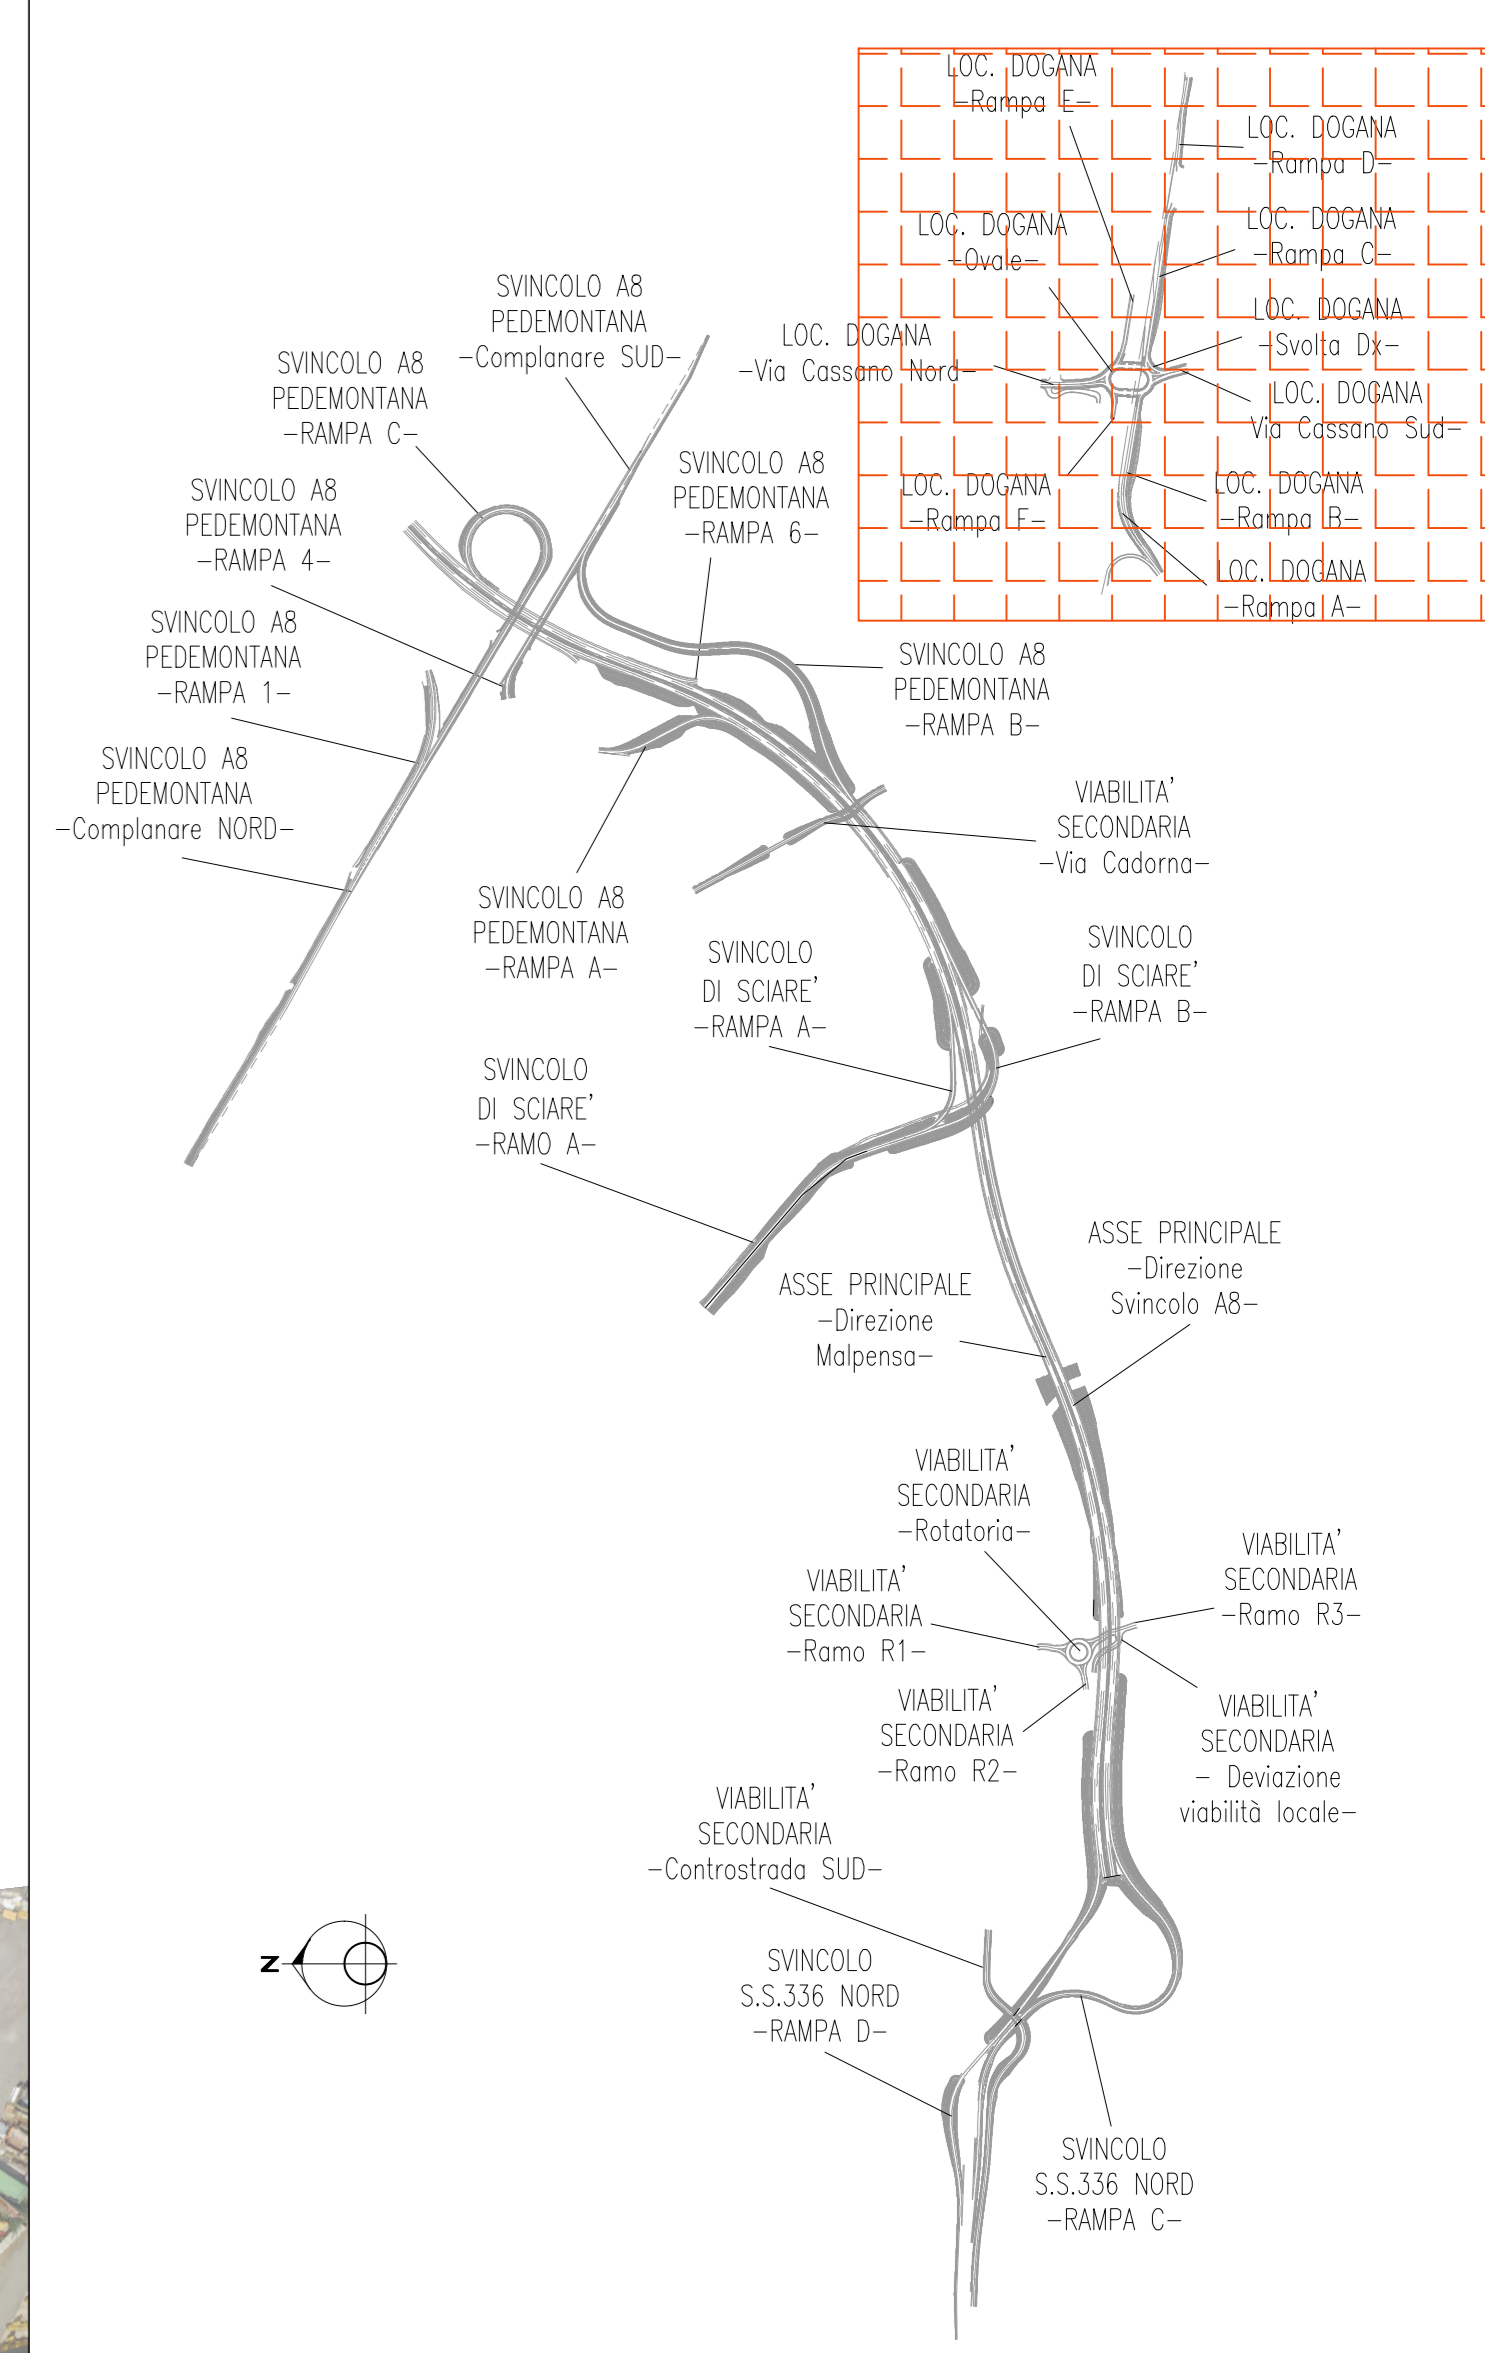 LOC. DOGANA
-Rampa E-
LOC. DOGANA
-Rampa D-
LOC. DOGANA
-Ovale-
LOC. DOGANA
-Rampa C-
LOC. DOGANA
-Svolta Dx-
LOC. DOGANA
-Via Cassano Nord-
LOC. DOGANA
Via Cassano Sud-
LOC. DOGANA
-Rampa F-
LOC. DOGANA
-Rampa B-
LOC. DOGANA
-Rampa A-
SVINCOLO A8
PEDEMONTANA
-Complanare SUD-
SVINCOLO A8
PEDEMONTANA
-RAMPA C-
SVINCOLO A8
PEDEMONTANA
-RAMPA 6-
SVINCOLO A8
PEDEMONTANA
-RAMPA 4-
SVINCOLO A8
PEDEMONTANA
-RAMPA 1-
SVINCOLO A8
PEDEMONTANA
-RAMPA B-
SVINCOLO A8
PEDEMONTANA
-Complanare NORD-
VIABILITA'
SECONDARIA
-Via Cadorna-
SVINCOLO A8
PEDEMONTANA
-RAMPA A-
SVINCOLO
DI SCIARE'
-RAMPA A-
SVINCOLO
DI SCIARE'
-RAMPA B-
SVINCOLO
DI SCIARE'
-RAMO A-
ASSE PRINCIPALE
-Direzione
Svincolo A8-
ASSE PRINCIPALE
-Direzione
Malpensa-
VIABILITA'
SECONDARIA
-Rotatoria-
VIABILITA'
SECONDARIA
-Ramo R3-
VIABILITA'
SECONDARIA
-Ramo R1-
VIABILITA'
SECONDARIA
-Ramo R2-
VIABILITA'
SECONDARIA
- Deviazione
viabilità locale-
VIABILITA'
SECONDARIA
-Controstrada SUD-
N
SVINCOLO
S.S.336 NORD
-RAMPA D-
SVINCOLO
S.S.336 NORD
-RAMPA C-